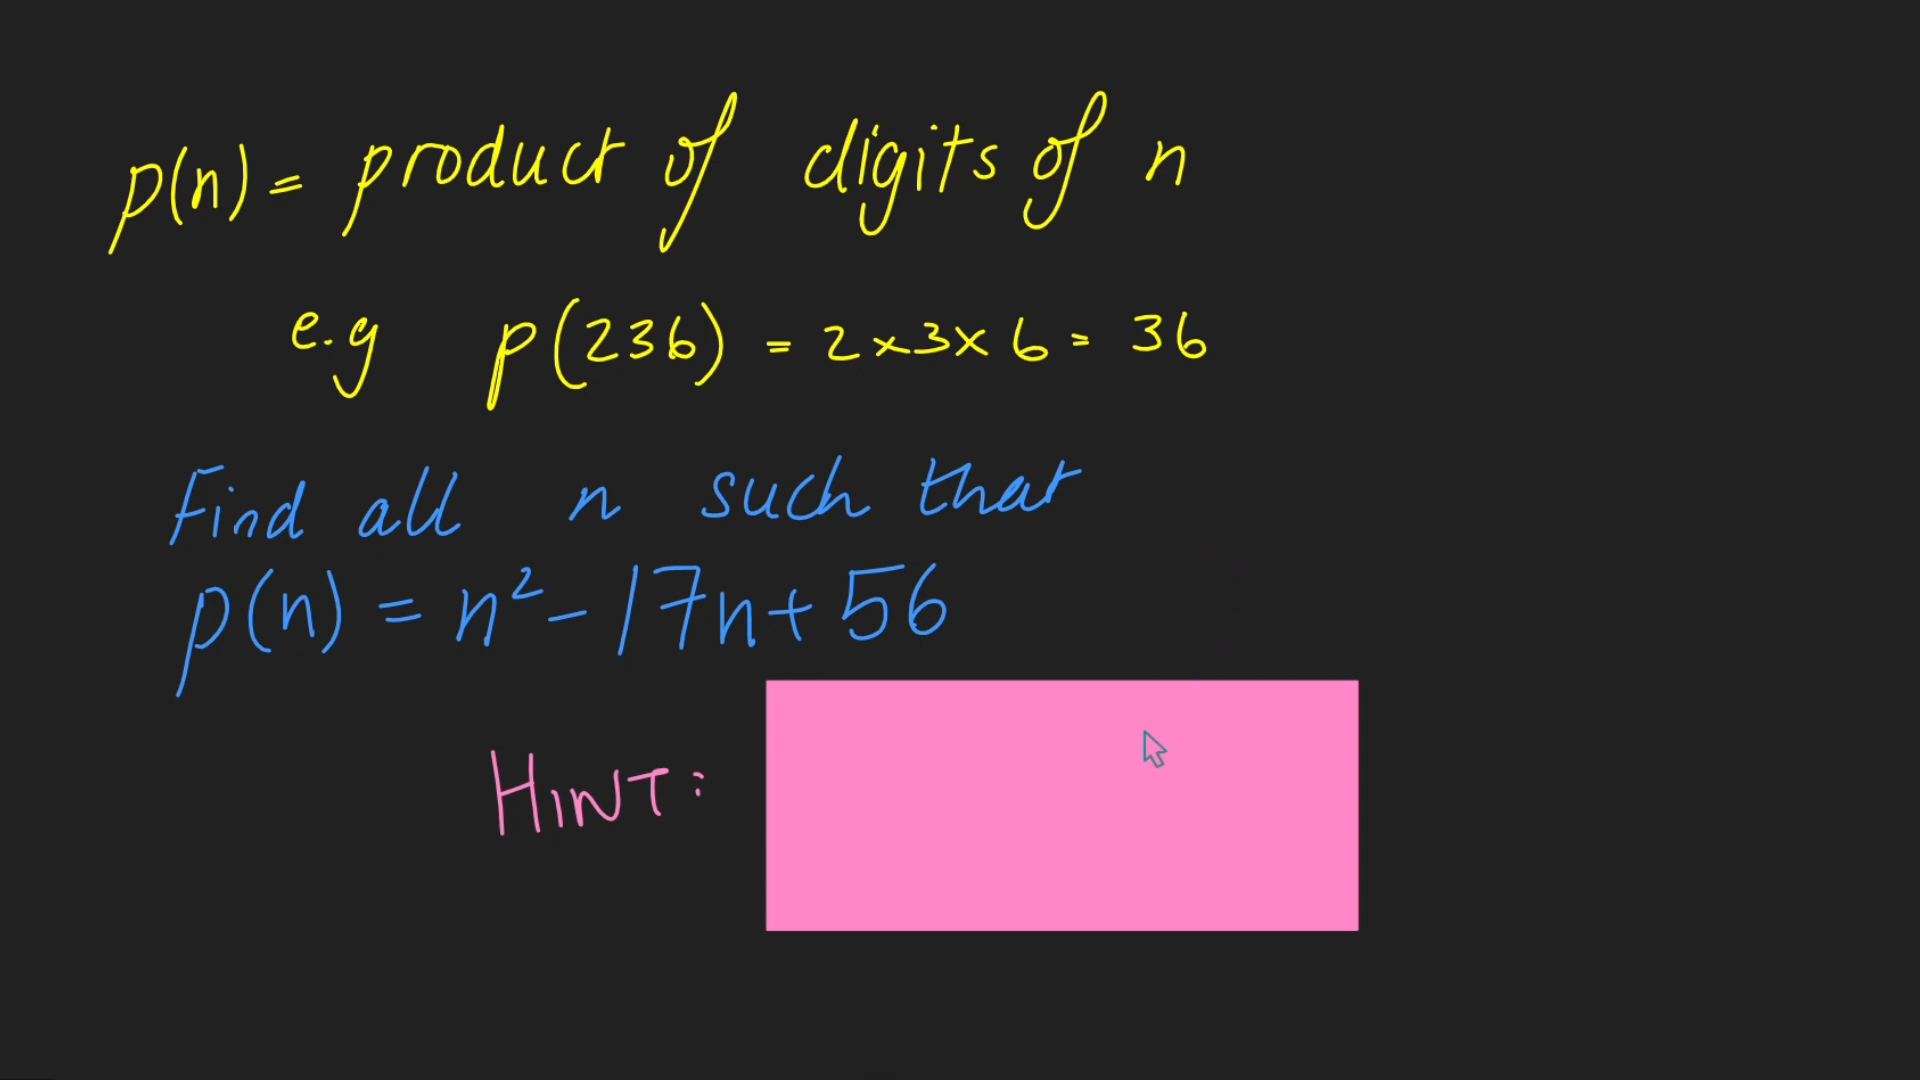 p(n) = product of digits of n
e.g p(236) = 2×3×6 = 36
Find all n such that
p(n) = n² - 17n + 56
HINT: